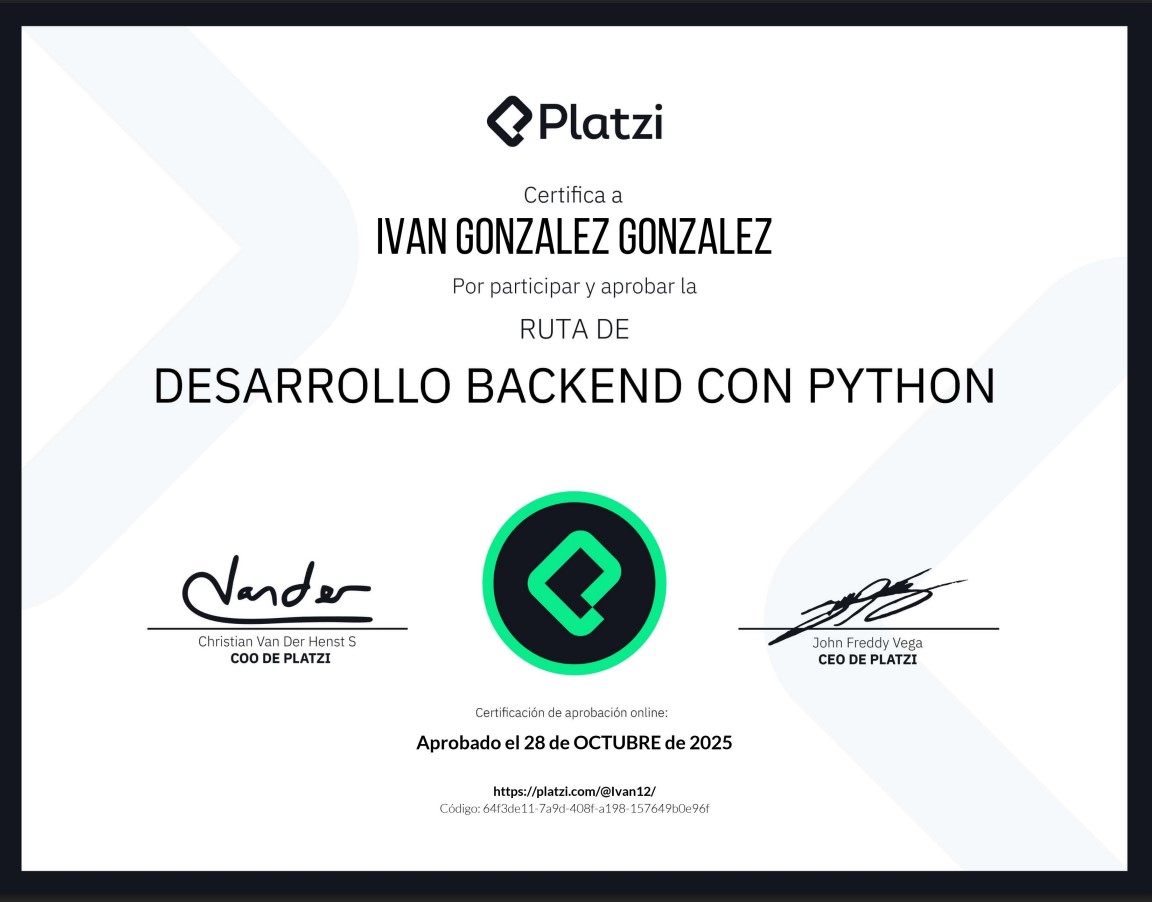 Platzi
Certifica a
IVAN GONZALEZ GONZALEZ
Por participar y aprobar la
RUTA DE
DESARROLLO BACKEND CON PYTHON
Vander
Christian Van Der Henst S
COO DE PLATZI
John Freddy Vega
CEO DE PLATZI
Certificación de aprobación online:
Aprobado el 28 de OCTUBRE de 2025
https://platzi.com/@Ivan12/
Código: 64f3de11-7a9d-408f-a198-157649b0e96f